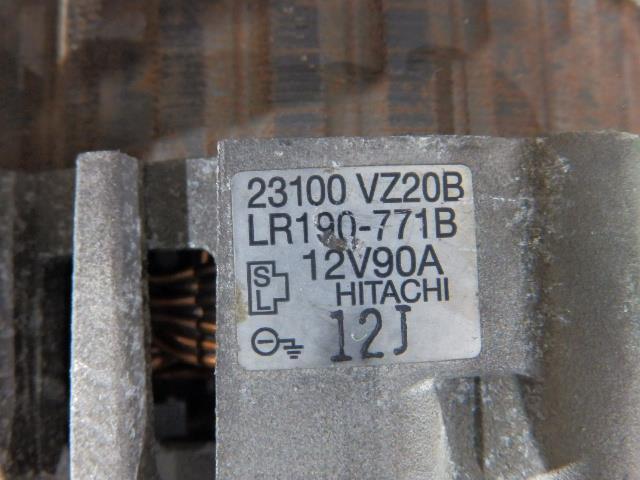 23100 VZ20B
LR190-771B
12V90A
S
L
HITACHI
12J